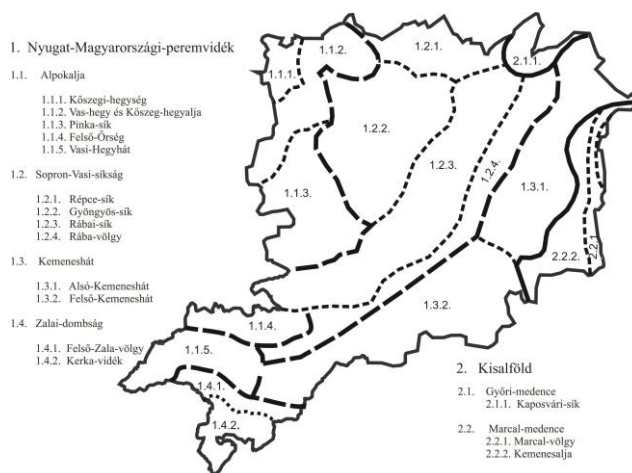 1. Nyugat-Magyarországi-peremvidék
1.1. Alpokalja
1.1.1. Kőszegi-hegység
1.1.2. Vas-hegy és Kőszeg-hegyalja
1.1.3. Pinka-sík
1.1.4. Felső-Őrség
1.1.5. Vasi-Hegyhát
1.2. Sopron-Vasi-síkság
1.2.1. Répce-sík
1.2.2. Gyöngyös-sík
1.2.3. Rábai-sík
1.2.4. Rába-völgy
1.3. Kemeneshát
1.3.1. Alsó-Kemeneshát
1.3.2. Felső-Kemeneshát
1.4. Zalai-dombság
1.4.1. Felső-Zala-völgy
1.4.2. Kerka-vidék
1.1.1.
1.1.2.
1.2.1.
2.1.1.
1.2.2.
1.2.3.
1.2.4.
1.3.1.
1.1.3.
2.2.2.
2.2.1.
1.3.2.
1.1.4.
1.1.5.
1.4.1.
1.4.2.
2. Kisalföld
2.1. Győri-medence
2.1.1. Kaposvári-sík
2.2. Marcal-medence
2.2.1. Marcal-völgy
2.2.2. Kemenesalja